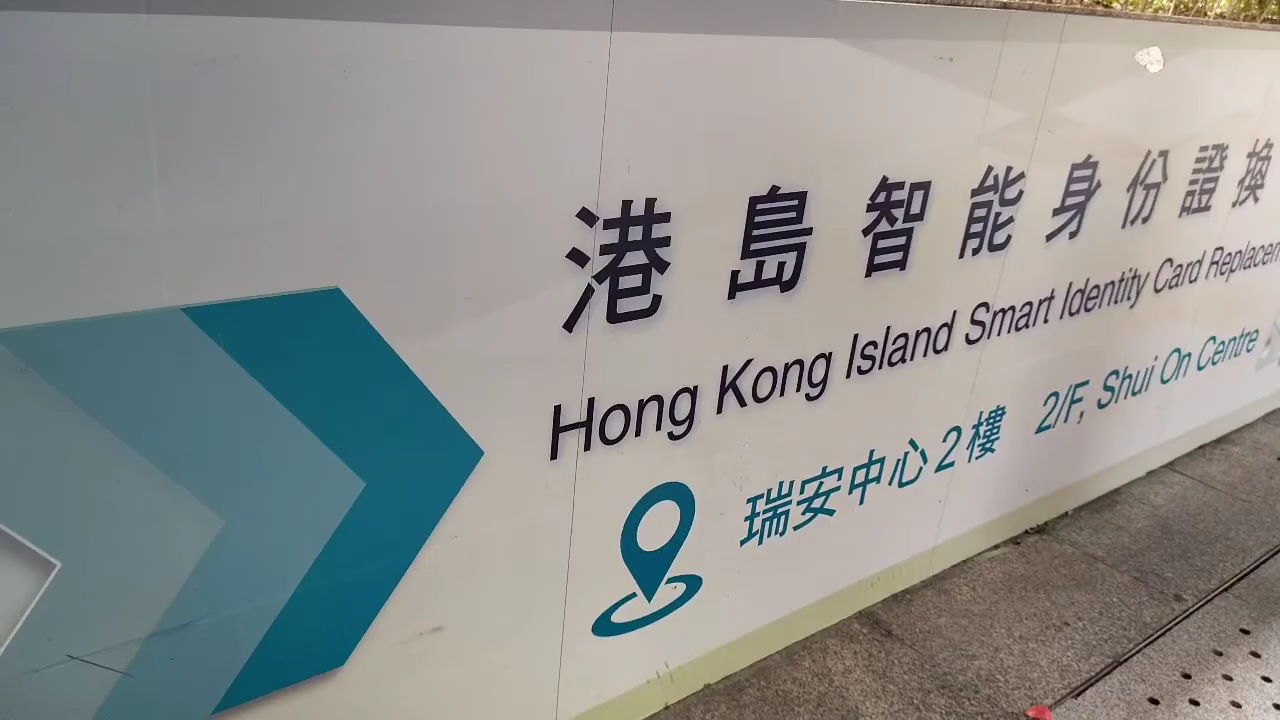 港島智能身份證換
Hong Kong Island Smart Identity Card
瑞安中心2樓 2/F, Shui On Centre